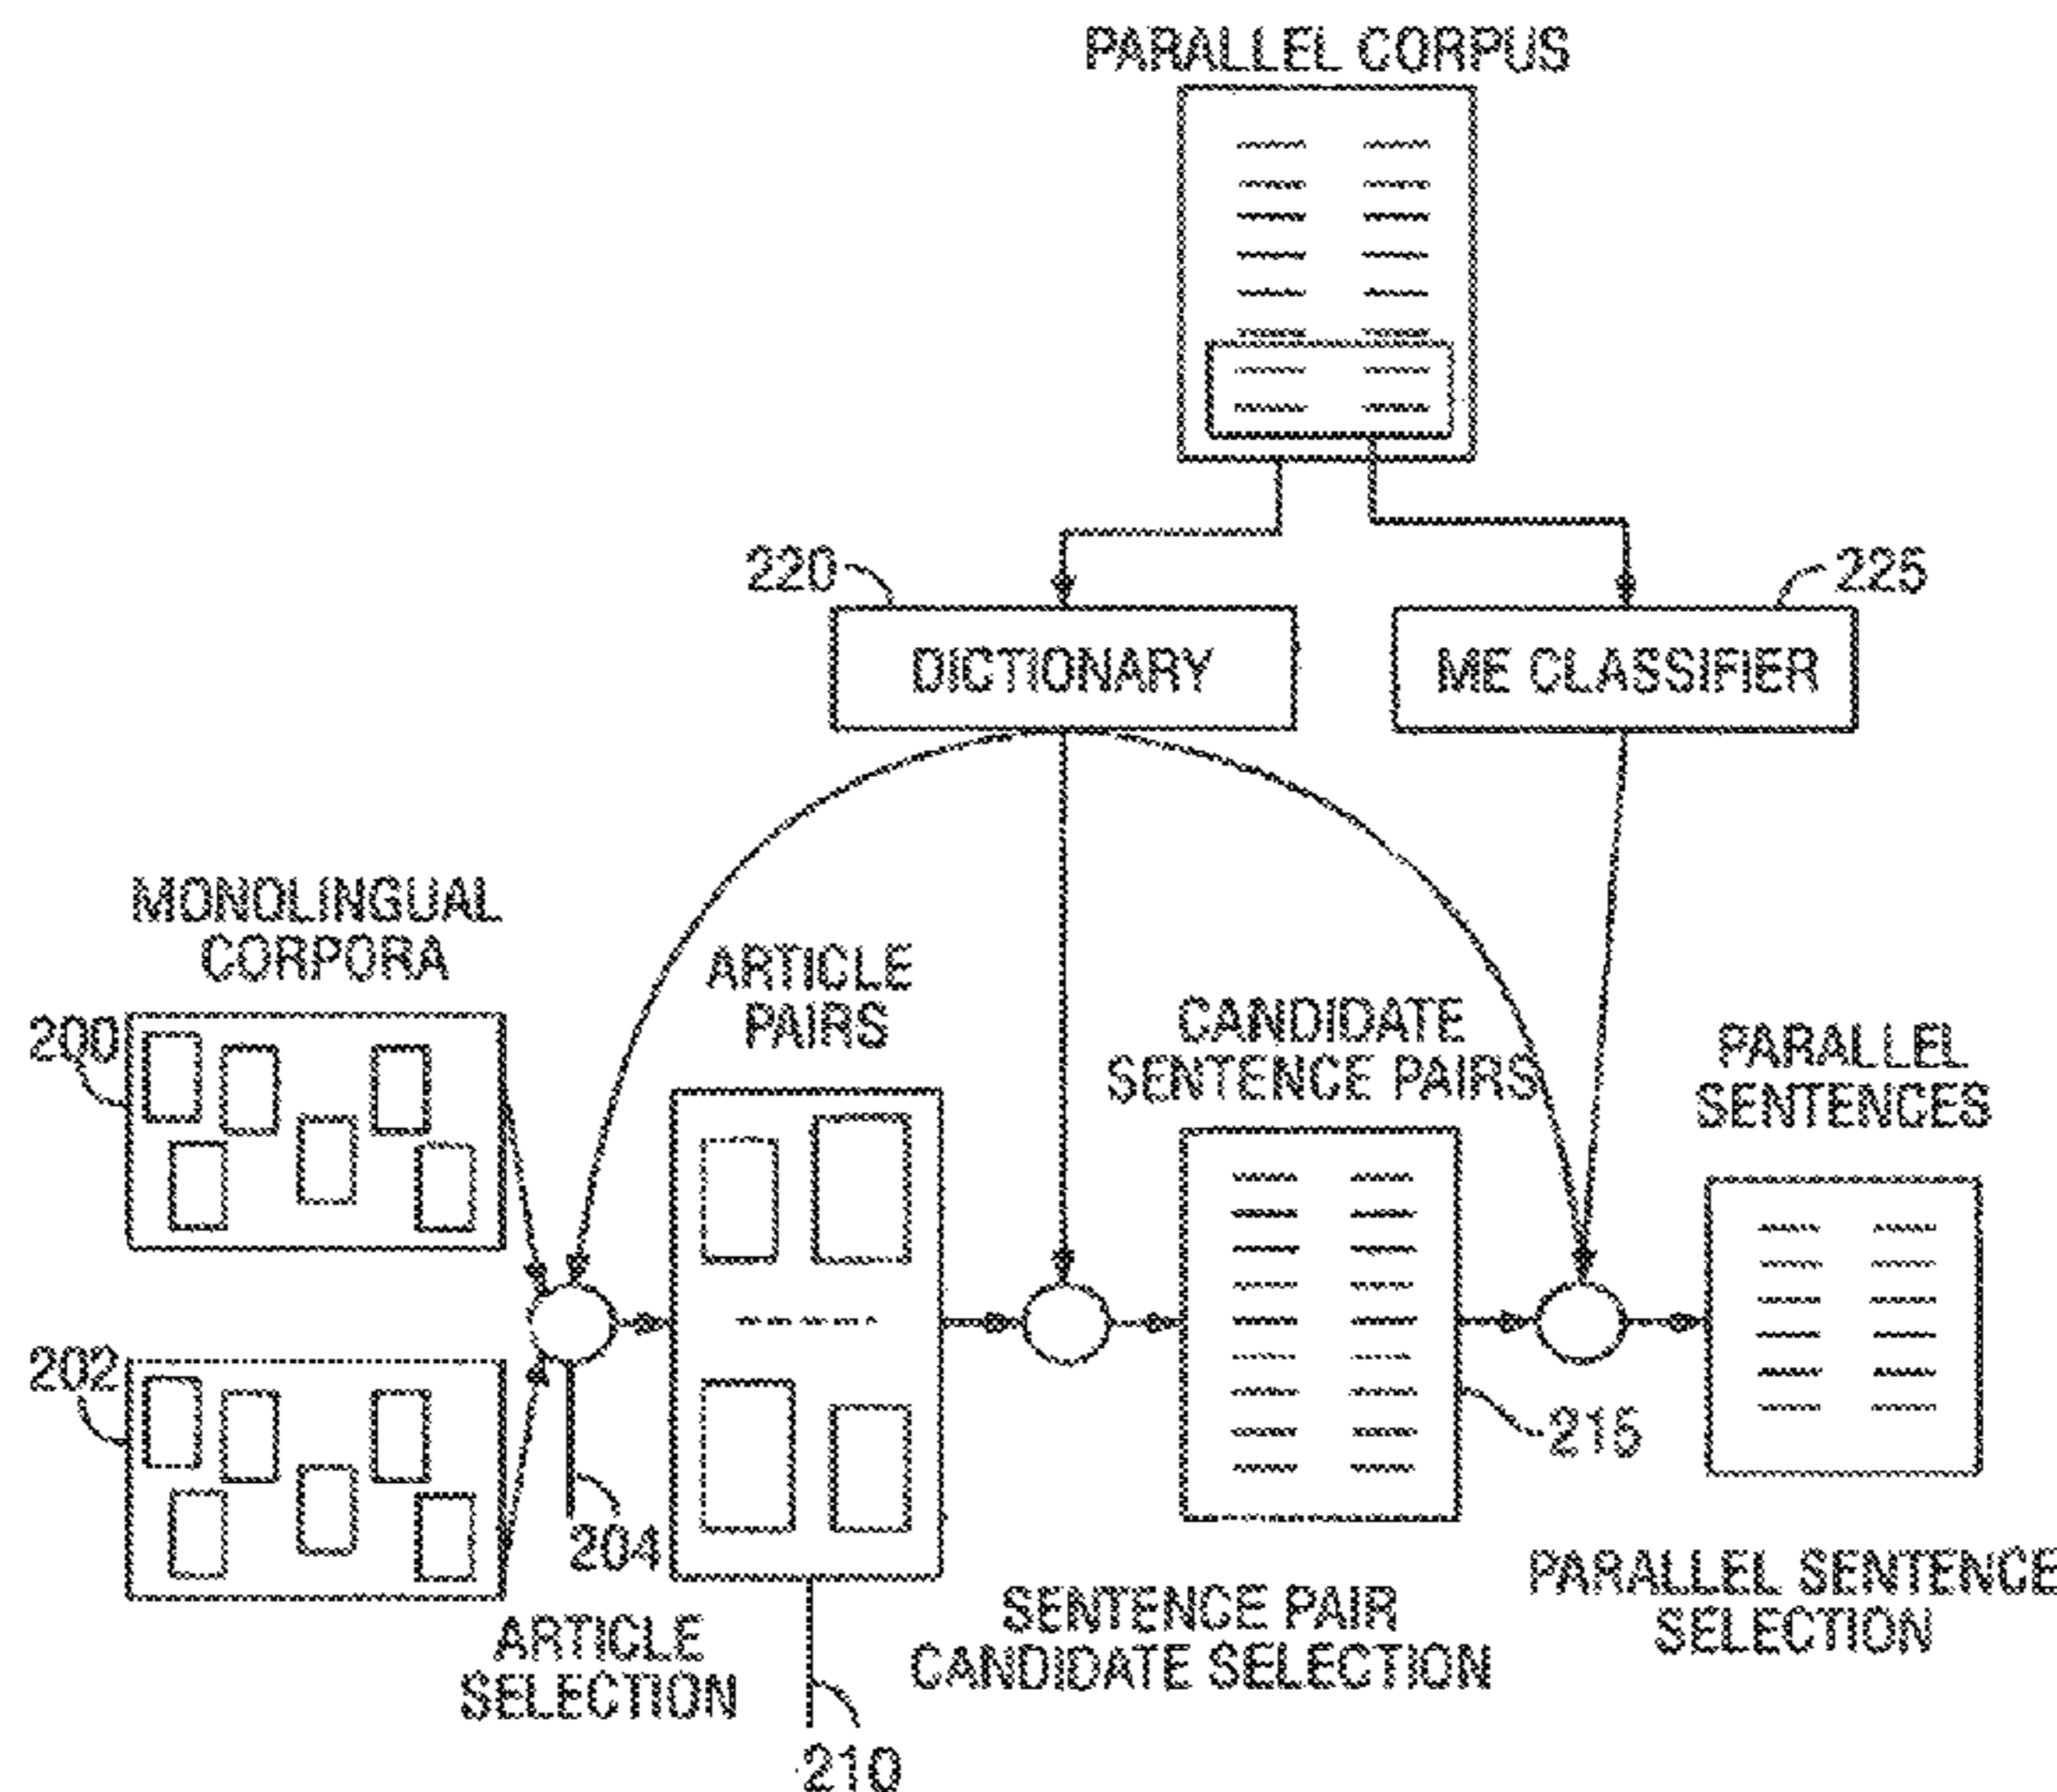 PARALLEL CORPUS
220
225
DICTIONARY
ME CLASSIFIER
MONOLINGUAL
CORPORA
ARTICLE
PAIRS
CANDIDATE
SENTENCE PAIRS
PARALLEL
SENTENCES
200
202
204
215
ARTICLE
SELECTION
SENTENCE PAIR
CANDIDATE SELECTION
PARALLEL SENTENCE
SELECTION
210